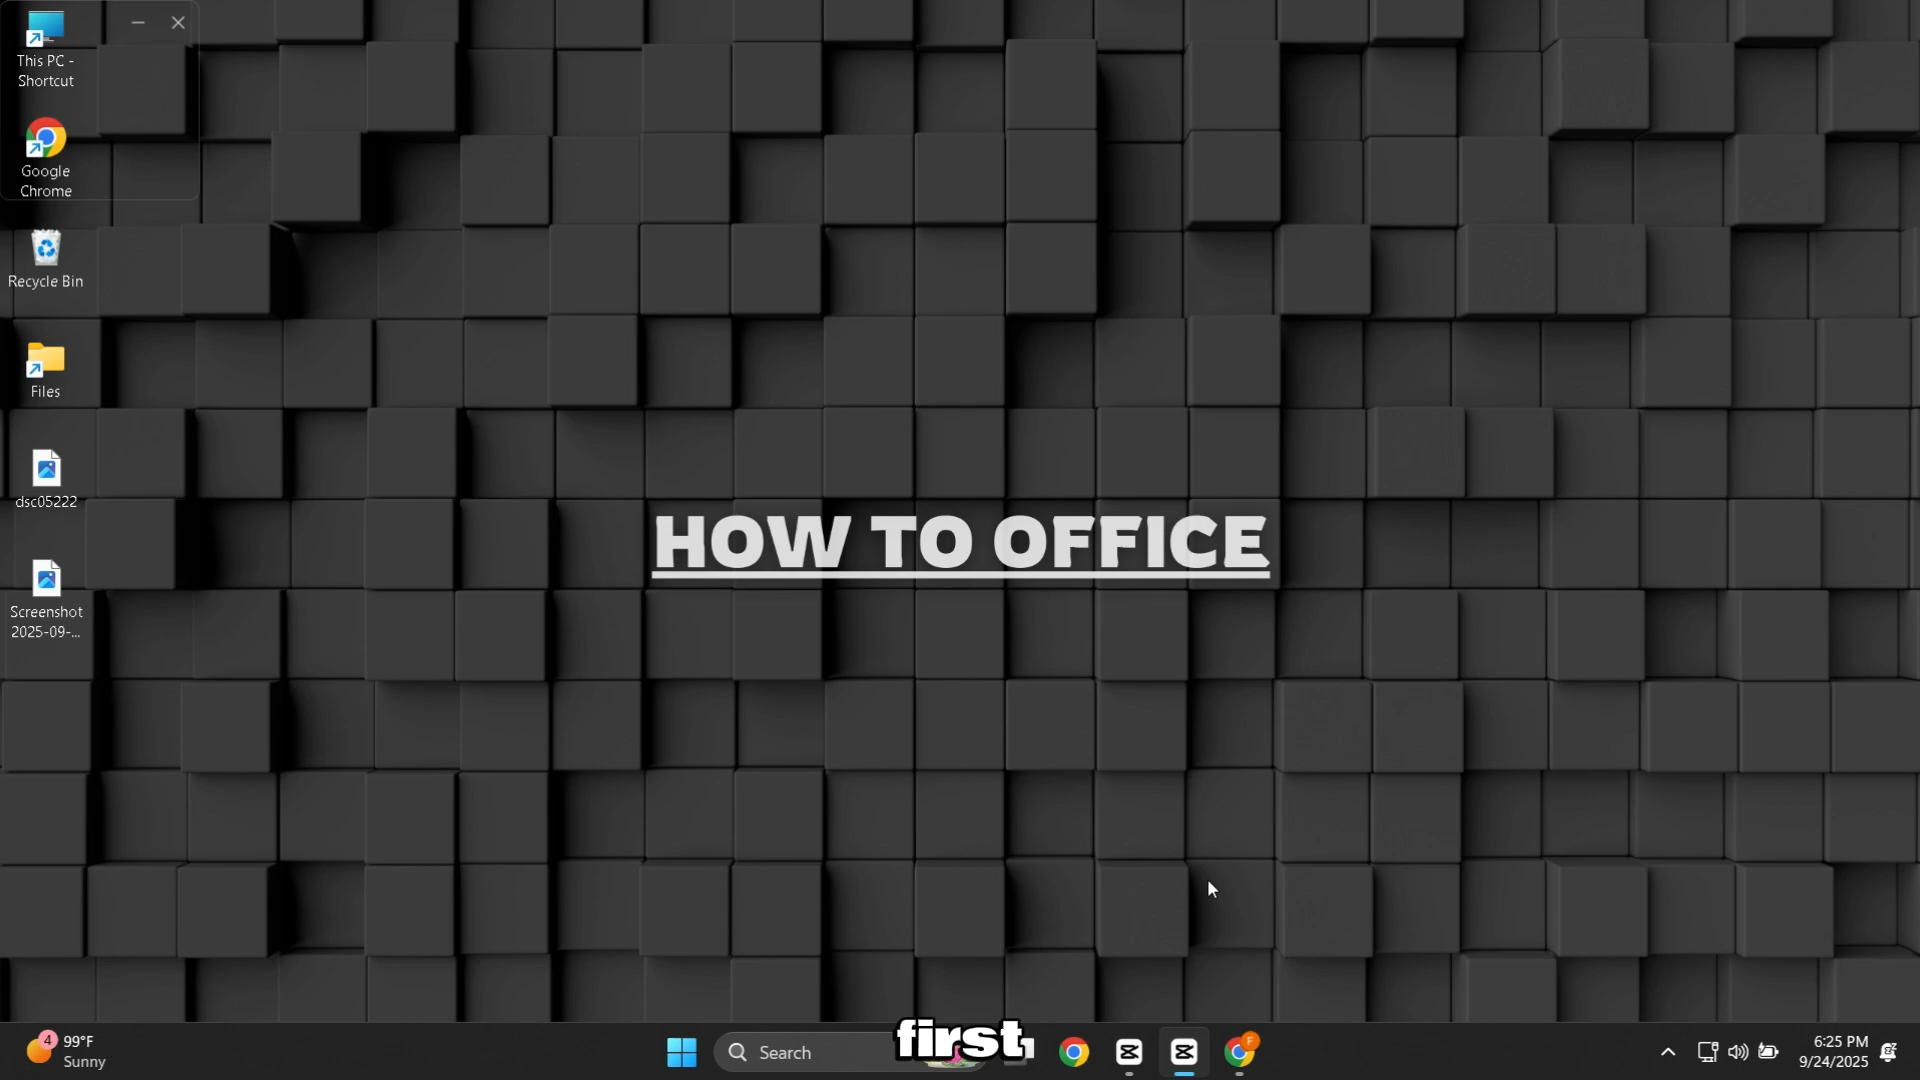 This PC -
Shortcut
Google
Chrome
Recycle Bin
Files
dsc05222
Screenshot
2025-09-...
HOW TO OFFICE
first
4
99°F
Sunny
Search
F
6:25 PM
9/24/2025